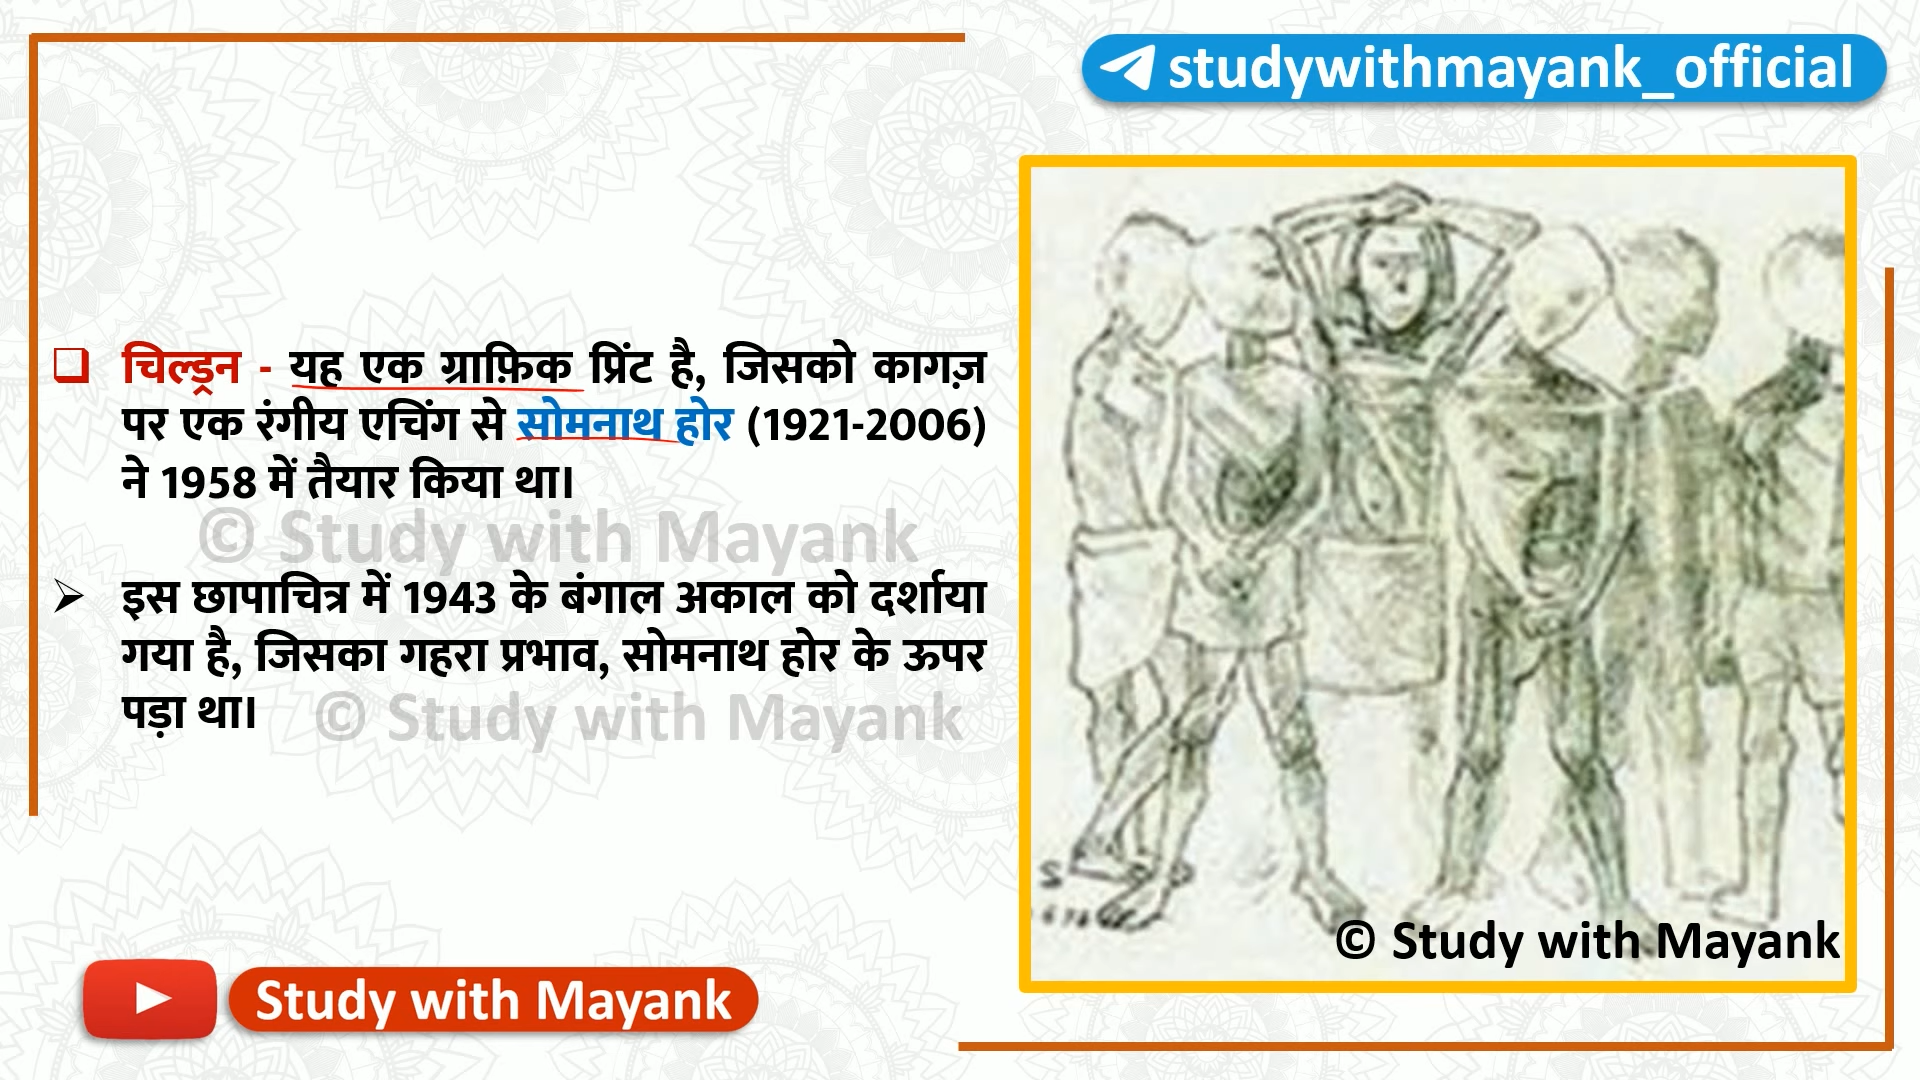 studywithmayank_official
चिल्ड्रन - यह एक ग्राफ़िक प्रिंट है, जिसको कागज़
पर एक रंगीय एचिंग से सोमनाथ होर (1921-2006)
ने 1958 में तैयार किया था।
© Study with Mayank
इस छापाचित्र में 1943 के बंगाल अकाल को दर्शाया
गया है, जिसका गहरा प्रभाव, सोमनाथ होर के ऊपर
पड़ा था।
© Study with Mayank
© Study with Mayank
Study with Mayank